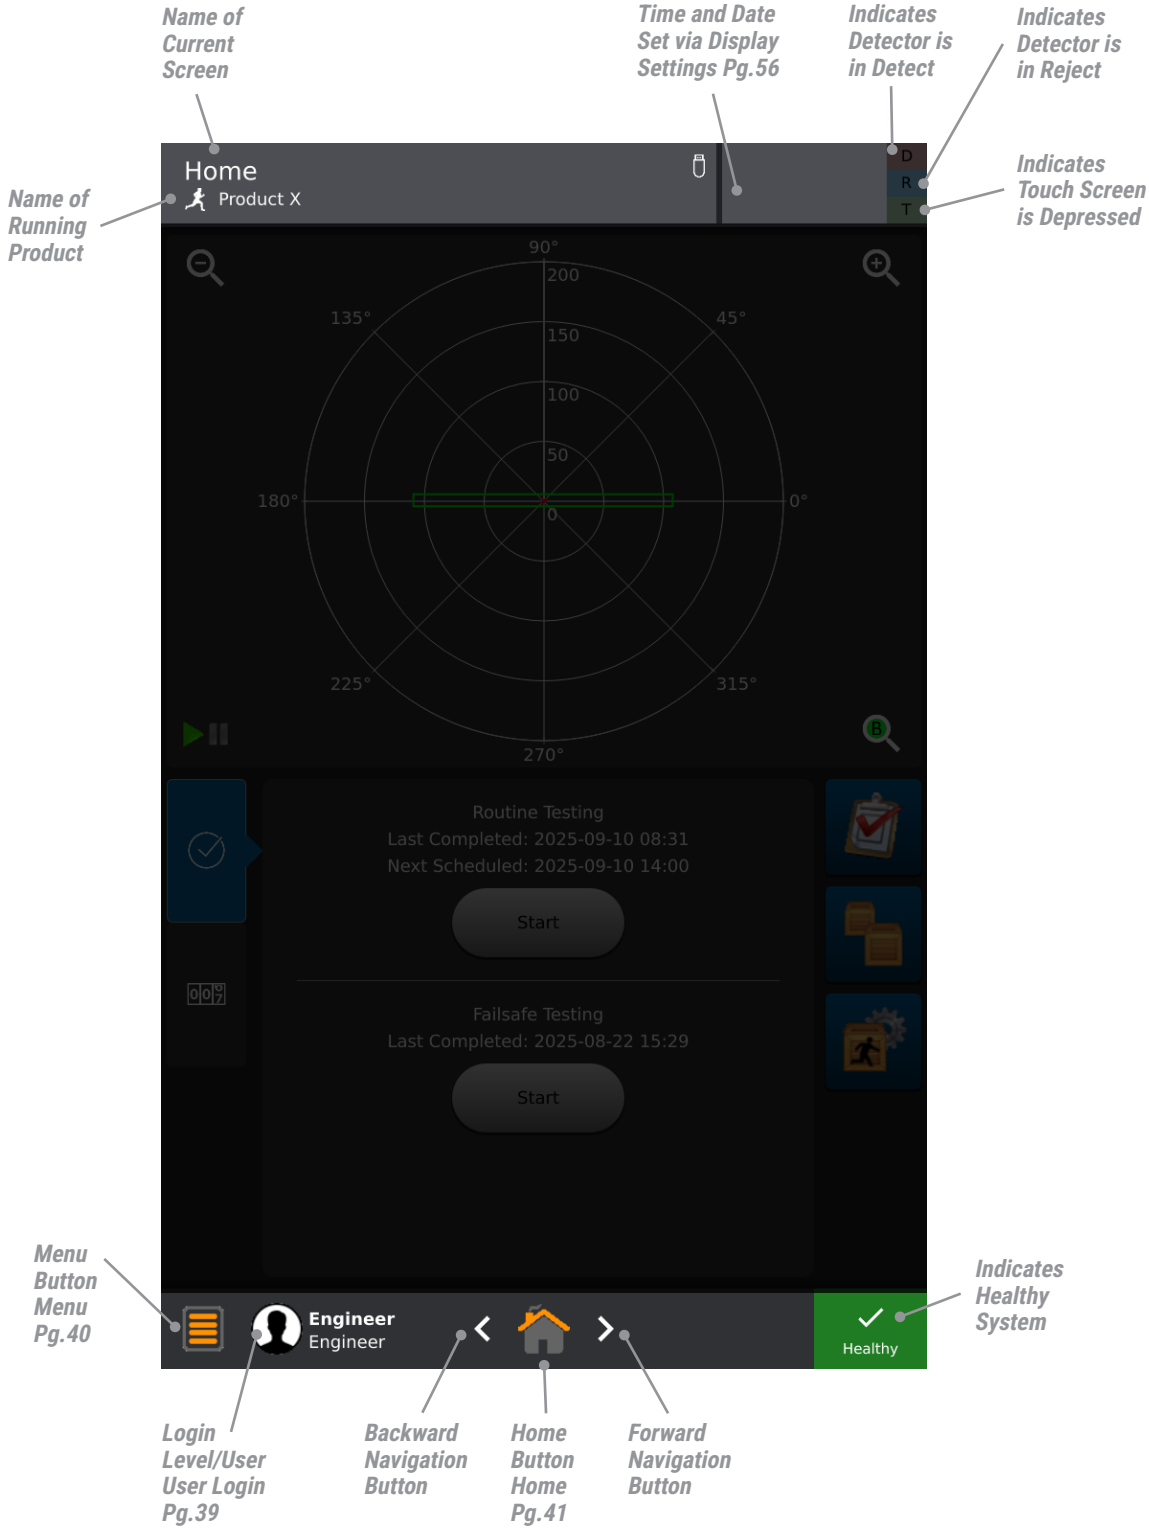 Name of
Current
Screen
Time and Date
Set via Display
Settings Pg.56
Indicates
Detector is
in Detect
Indicates
Detector is
in Reject
Indicates
Touch Screen
is Depressed
Name of
Running
Product
Home
Product X
D
R
T
90°
200
135°
45°
150
100
50
180°
0°
0
225°
315°
B
270°
Routine Testing
Last Completed: 2025-09-10 08:31
Next Scheduled: 2025-09-10 14:00
Start
Failsafe Testing
Last Completed: 2025-08-22 15:29
Start
Menu
Button
Menu
Pg.40
Indicates
Healthy
System
Engineer
Engineer
Healthy
Login
Level/User
User Login
Pg.39
Backward
Navigation
Button
Home
Button
Home
Pg.41
Forward
Navigation
Button